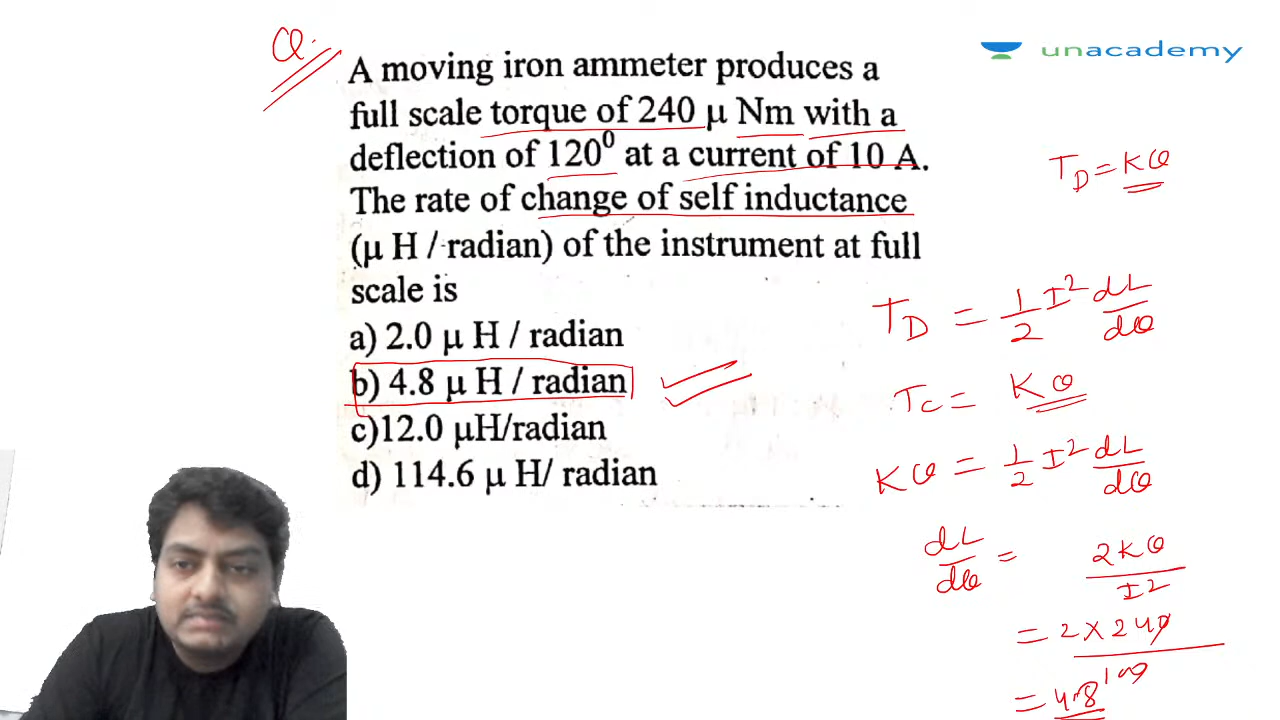 Q.
unacademy
A moving iron ammeter produces a
full scale torque of 240 μ Nm with a
deflection of 120⁰ at a current of 10 A.
The rate of change of self inductance
(μ H / radian) of the instrument at full
scale is
a) 2.0 μ H / radian
b) 4.8 μ H / radian
c)12.0 μH/radian
d) 114.6 μ H/ radian
T_D = Kθ
T_D = 1/2 I² dL/dθ
T_C = Kθ
Kθ = 1/2 I² dL/dθ
dL/dθ = 2Kθ/I²
= 2 × 240/100
= 4.8